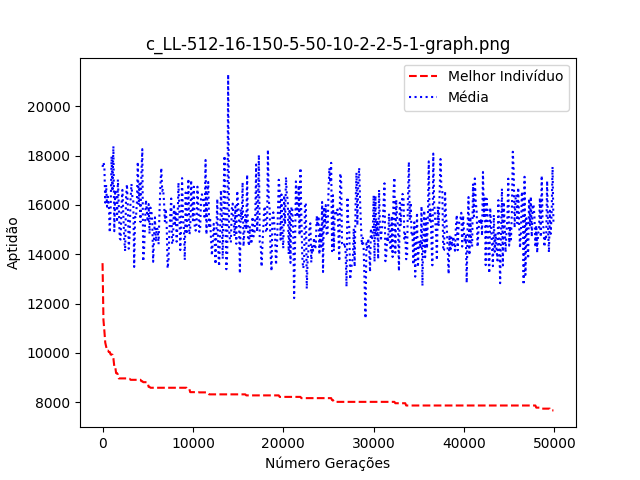 c_LL-512-16-150-5-50-10-2-2-5-1-graph.png
Melhor Indivíduo
Média
20000
18000
16000
14000
12000
10000
8000
Aptidão
0 10000 20000 30000 40000 50000
Número Gerações